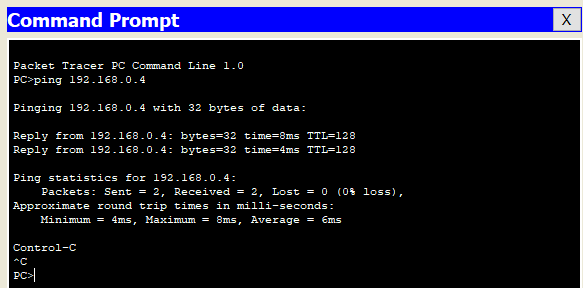 Command Prompt X
Packet Tracer PC Command Line 1.0
PC>ping 192.168.0.4
Pinging 192.168.0.4 with 32 bytes of data:
Reply from 192.168.0.4: bytes=32 time=8ms TTL=128
Reply from 192.168.0.4: bytes=32 time=4ms TTL=128
Ping statistics for 192.168.0.4:
Packets: Sent = 2, Received = 2, Lost = 0 (0% loss),
Approximate round trip times in milli-seconds:
Minimum = 4ms, Maximum = 8ms, Average = 6ms
Control-C
^C
PC>